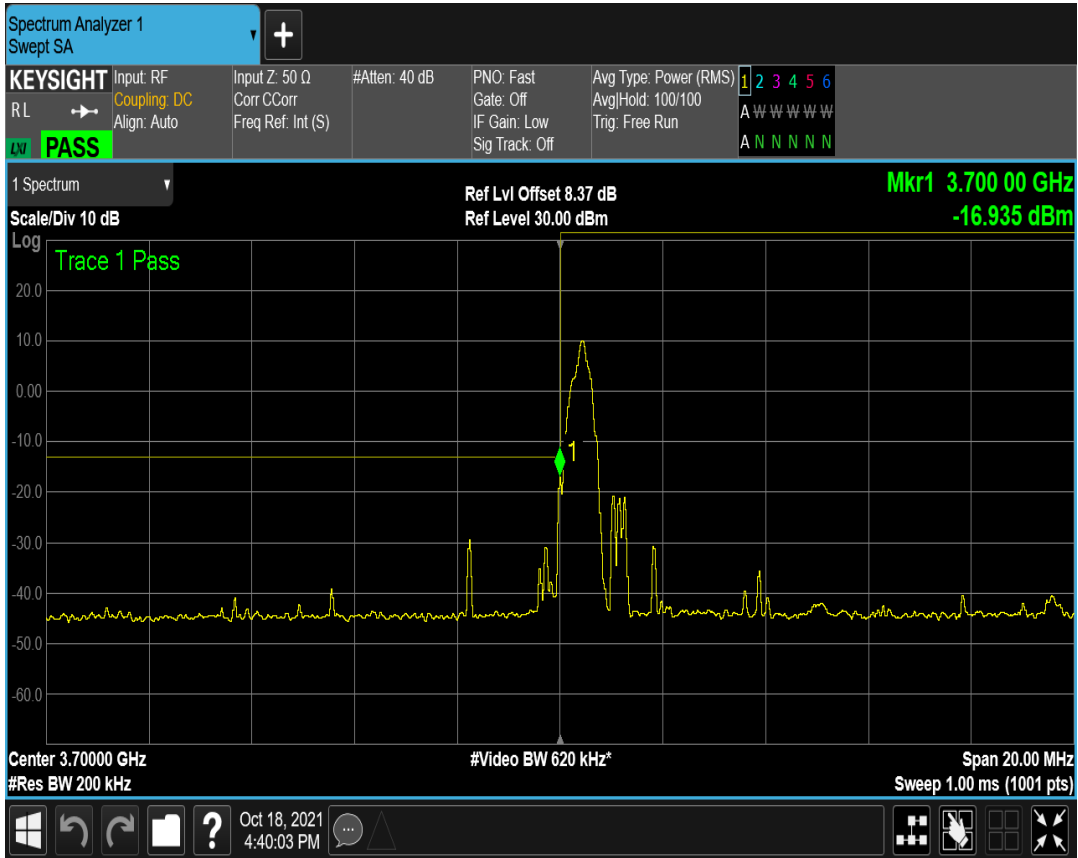 Spectrum Analyzer 1
Swept SA
+
KEYSIGHT
R L
LXI PASS
Input: RF
Coupling: DC
Align: Auto
Input Z: 50 Ω
Corr CCorr
Freq Ref: Int (S)
#Atten: 40 dB
PNO: Fast
Gate: Off
IF Gain: Low
Sig Track: Off
Avg Type: Power (RMS)
Avg|Hold: 100/100
Trig: Free Run
1 2 3 4 5 6
A W W W W W
A N N N N N
1 Spectrum
Scale/Div 10 dB
Ref Lvl Offset 8.37 dB
Ref Level 30.00 dBm
Mkr1 3.700 00 GHz
-16.935 dBm
Log
Trace 1 Pass
20.0
10.0
0.00
-10.0
1
-20.0
-30.0
-40.0
-50.0
-60.0
Center 3.70000 GHz
#Res BW 200 kHz
#Video BW 620 kHz*
Span 20.00 MHz
Sweep 1.00 ms (1001 pts)
?
Oct 18, 2021
4:40:03 PM